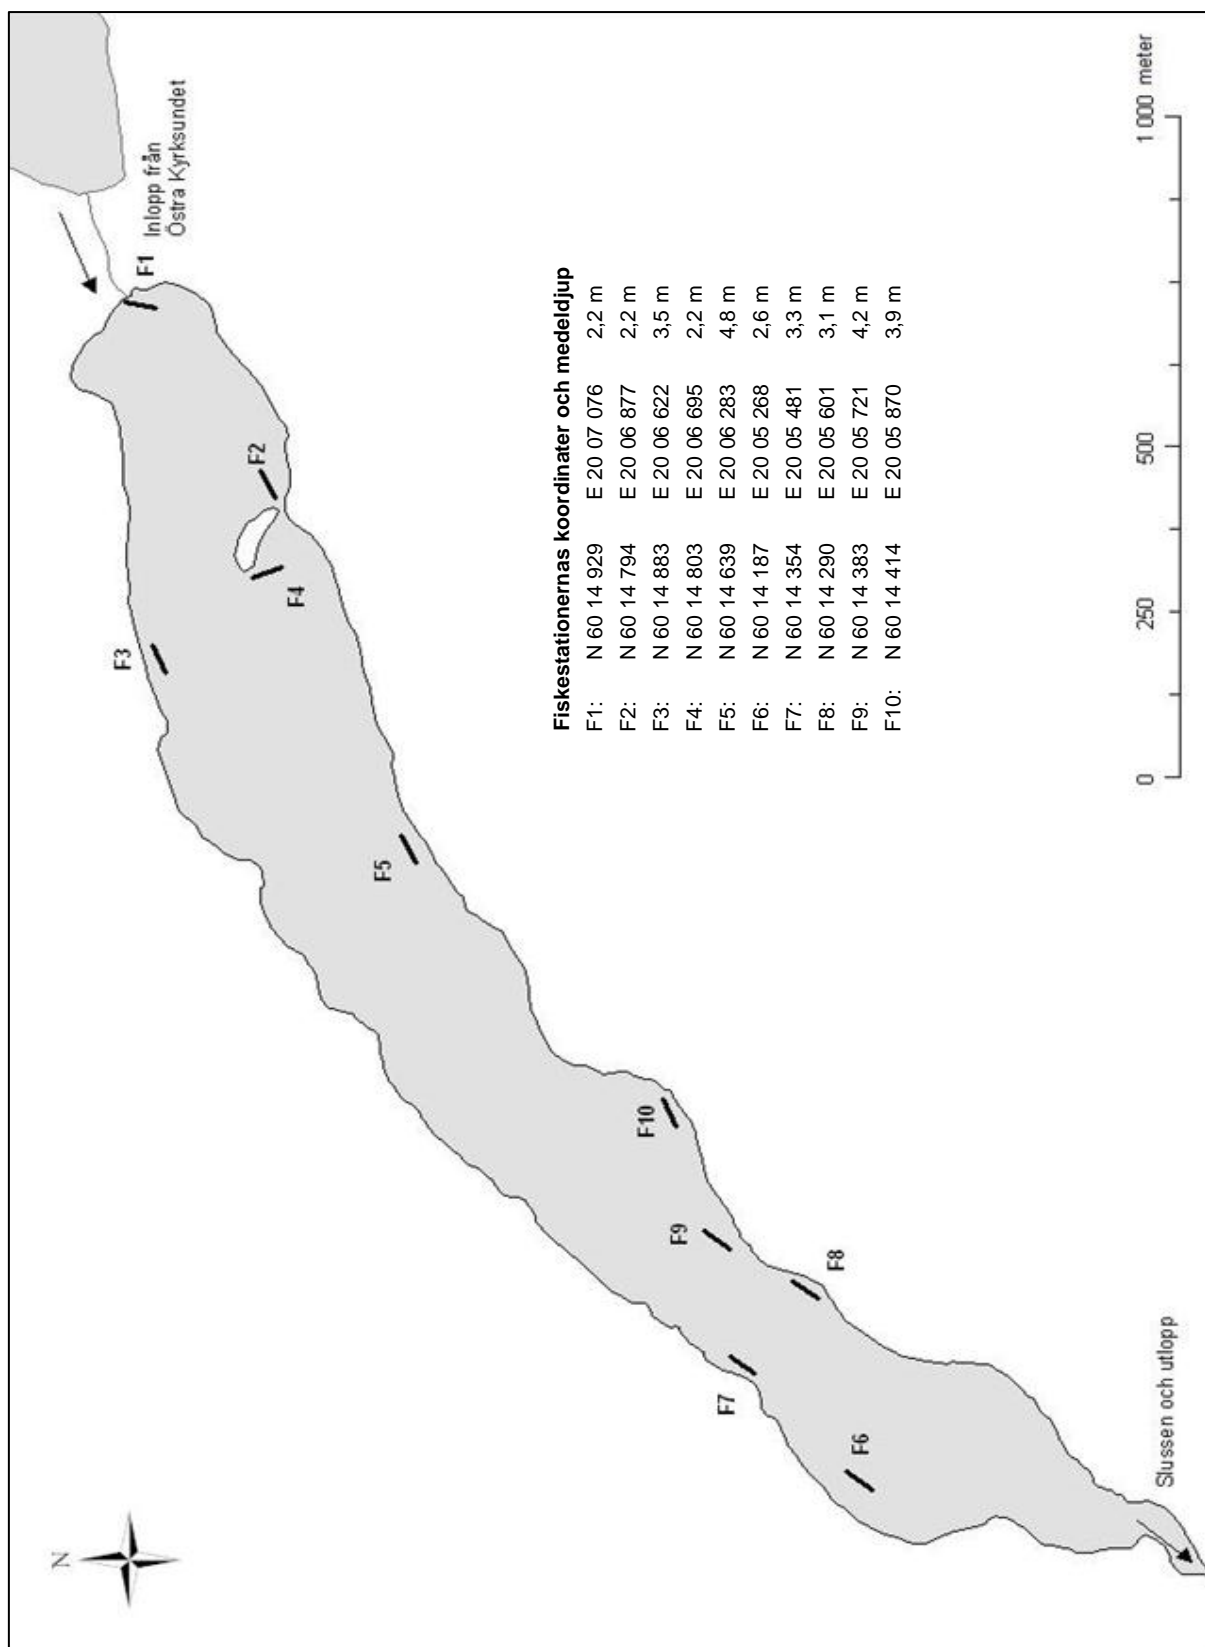 N
Inlopp från
Östra Kyrksundet
F1
F2
F3
F4
F5
F10
F9
F8
F7
F6
Slussen och utlopp
Fiskestationernas koordinater och medeldjup
F1: N 60 14 929 E 20 07 076 2,2 m
F2: N 60 14 794 E 20 06 877 2,2 m
F3: N 60 14 883 E 20 06 622 3,5 m
F4: N 60 14 803 E 20 06 695 2,2 m
F5: N 60 14 639 E 20 06 283 4,8 m
F6: N 60 14 187 E 20 05 268 2,6 m
F7: N 60 14 354 E 20 05 481 3,3 m
F8: N 60 14 290 E 20 05 601 3,1 m
F9: N 60 14 383 E 20 05 721 4,2 m
F10: N 60 14 414 E 20 05 870 3,9 m
0 250 500 1 000 meter